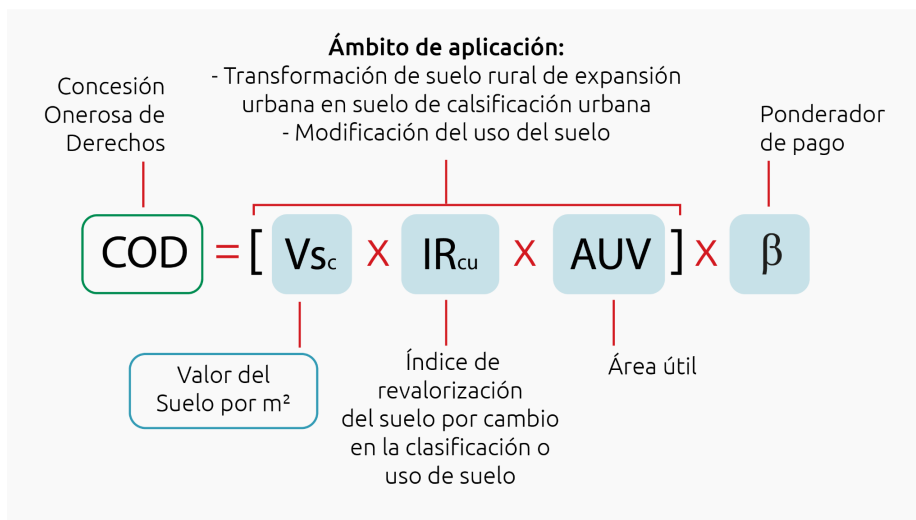 Ámbito de aplicación:
- Transformación de suelo rural de expansión
urbana en suelo de calsificación urbana
- Modificación del uso del suelo
Concesión
Onerosa de
Derechos
Ponderador
de pago
COD = [ Vsc x IRcu x AUV ] x β
Valor del
Suelo por m²
Índice de
revalorización
del suelo por cambio
en la clasificación o
uso de suelo
Área útil